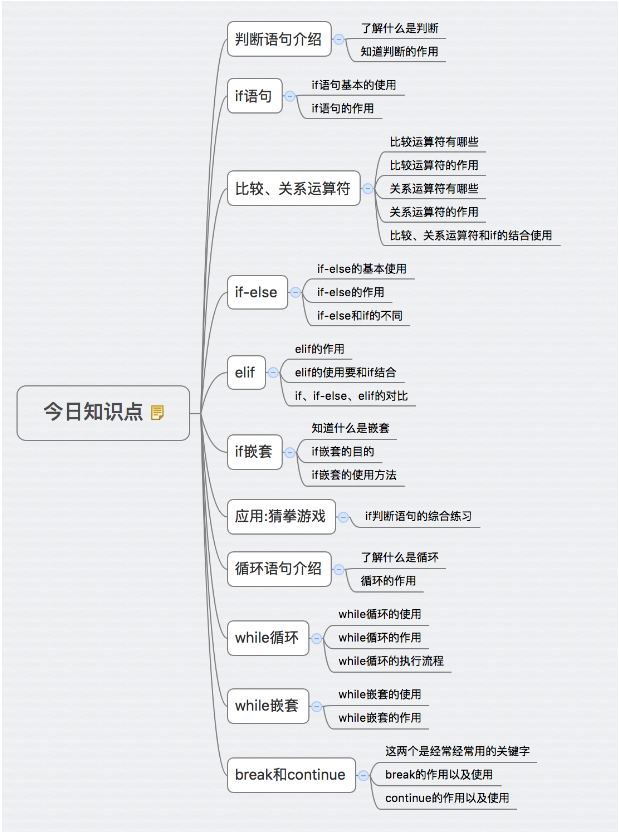 今日知识点
判断语句介绍
了解什么是判断
知道判断的作用
if语句
if语句基本的使用
if语句的作用
比较、关系运算符
比较运算符有哪些
比较运算符的作用
关系运算符有哪些
关系运算符的作用
比较、关系运算符和if的结合使用
if-else
if-else的基本使用
if-else的作用
if-else和if的不同
elif
elif的作用
elif的使用要和if结合
if、if-else、elif的对比
if嵌套
知道什么是嵌套
if嵌套的目的
if嵌套的使用方法
应用:猜拳游戏
if判断语句的综合练习
循环语句介绍
了解什么是循环
循环的作用
while循环
while循环的使用
while循环的作用
while循环的执行流程
while嵌套
while嵌套的使用
while嵌套的作用
break和continue
这两个是经常经常用的关键字
break的作用以及使用
continue的作用以及使用